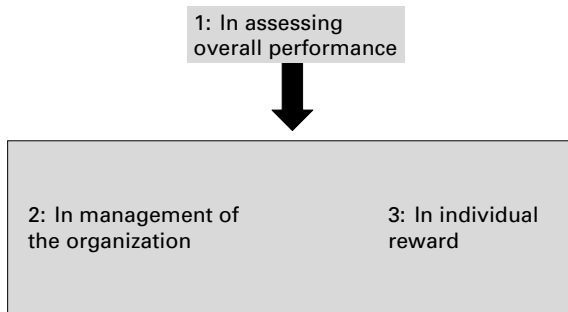 1: In assessing
overall performance
2: In management of
the organization
3: In individual
reward